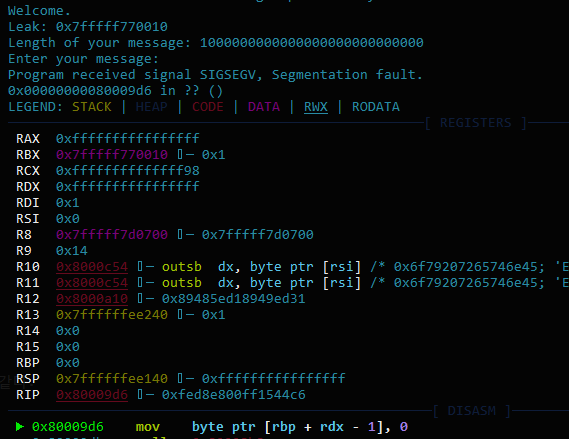 Welcome.
Leak: 0x7fffff770010
Length of your message: 1000000000000000000000000000
Enter your message:
Program received signal SIGSEGV, Segmentation fault.
0x00000000080009d6 in ?? ()
LEGEND: STACK | HEAP | CODE | DATA | RWX | RODATA
[ REGISTERS ]
RAX 0xffffffffffffffff
RBX 0x7fffff770010 ◂— 0x1
RCX 0xffffffffffffff98
RDX 0xffffffffffffffff
RDI 0x1
RSI 0x0
R8 0x7fffff7d0700 ◂— 0x7fffff7d0700
R9 0x14
R10 0x8000c54 ◂— outsb dx, byte ptr [rsi] /* 0x6f79207265746e45; 'E
R11 0x8000c54 ◂— outsb dx, byte ptr [rsi] /* 0x6f79207265746e45; 'E
R12 0x8000a10 ◂— 0x89485ed18949ed31
R13 0x7ffffffee240 ◂— 0x1
R14 0x0
R15 0x0
RBP 0x0
RSP 0x7ffffffee140 ◂— 0xffffffffffffffff
RIP 0x80009d6 ◂— 0xfed8e800ff1544c6
[ DISASM ]
► 0x80009d6 mov byte ptr [rbp + rdx - 1], 0